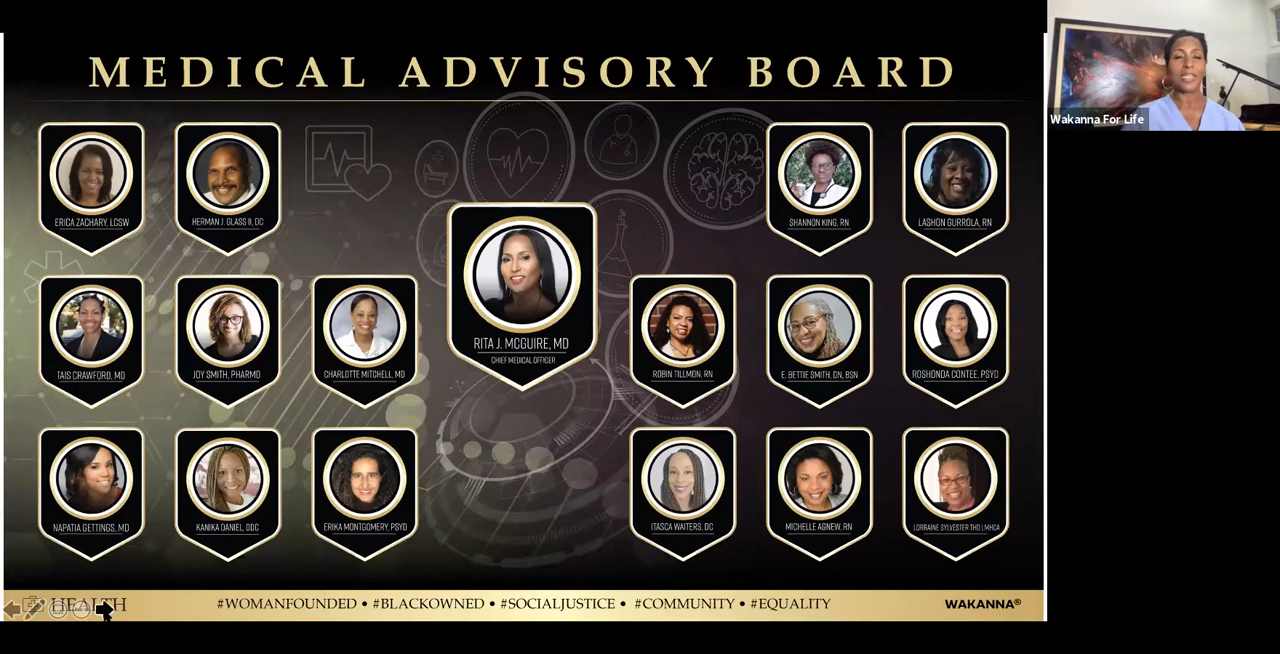 MEDICAL ADVISORY BOARD
Wakanna For Life
ERICA ZACHARY, LCSW
HERMAN J. GLASS II, DC
SHANNON KING, RN
LASHON GURROLA, RN
RITA J. MCGUIRE, MD
CHIEF MEDICAL OFFICER
TAIS CRAWFORD, MD
JOY SMITH, PHARMD
CHARLOTTE MITCHELL, MD
ROBIN TILLMON, RN
E. BETTIE SMITH, DN, BSN
ROSHONDA CONTEE, PSYD
NAPATIA GETTINGS, MD
KANIKA DANIEL, DDC
ERIKA MONTGOMERY, PSYD
ITASCA WAITERS, DC
MICHELLE AGNEW, RN
LORRAINE SYLVESTER THD LMHCA
HEALTH
#WOMANFOUNDED • #BLACKOWNED • #SOCIALJUSTICE • #COMMUNITY • #EQUALITY
WAKANNA®